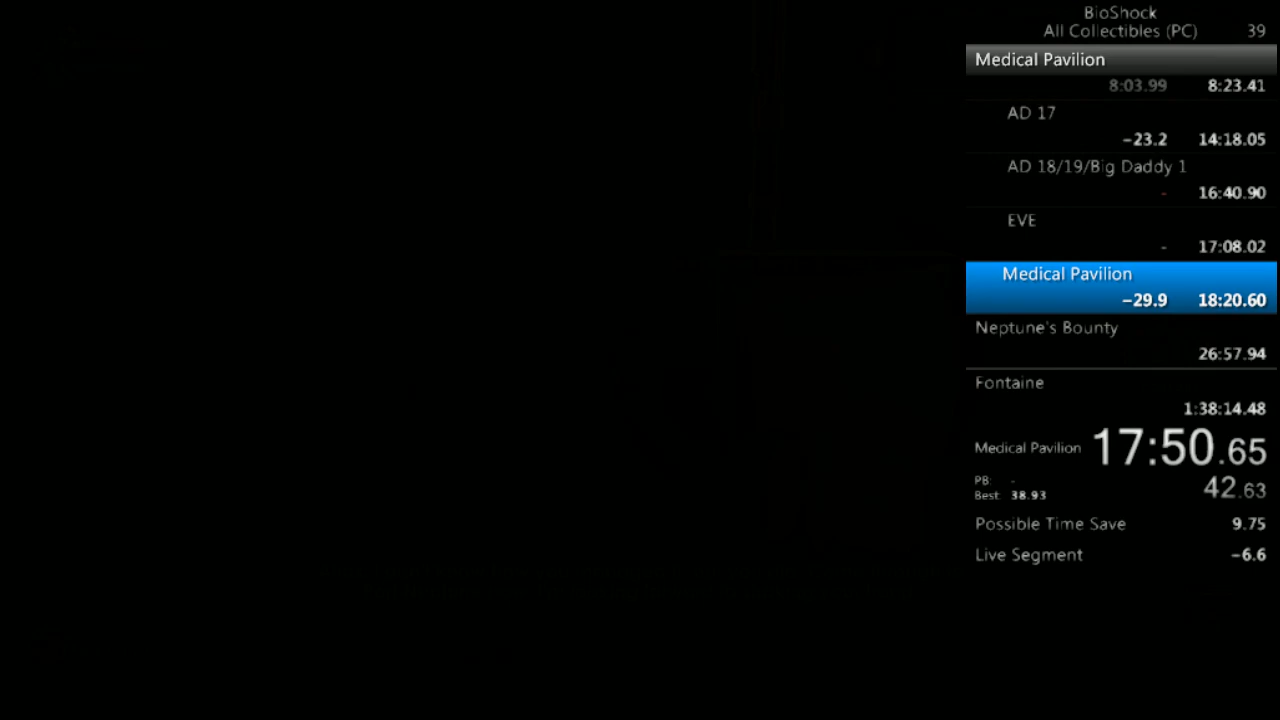 BioShock
All Collectibles (PC) 39
Medical Pavilion
8:03.99 8:23.41
AD 17
-23.2 14:18.05
AD 18/19/Big Daddy 1
- 16:40.90
EVE
- 17:08.02
Medical Pavilion
-29.9 18:20.60
Neptune's Bounty
26:57.94
Fontaine
1:38:14.48
Medical Pavilion 17:50.65
PB: -
Best: 38.93 42.63
Possible Time Save 9.75
Live Segment -6.6